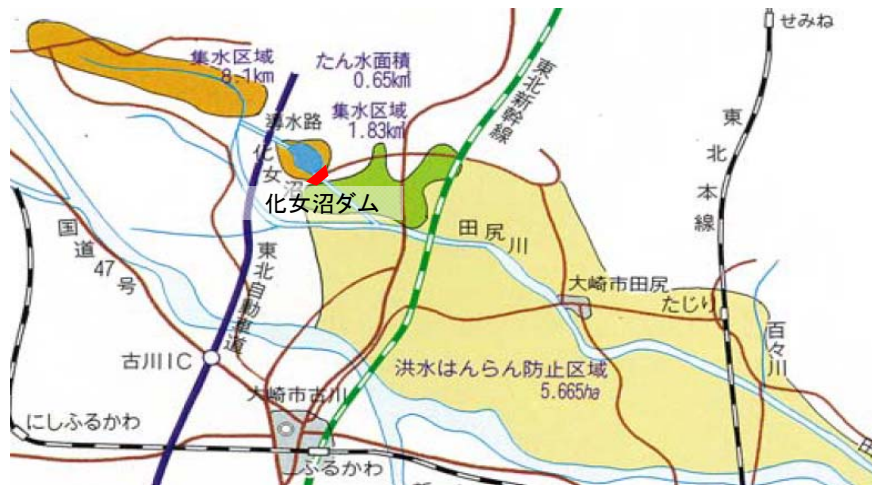 せみね
集水区域
8.1km
たん水面積
0.65km²
集水区域
1.83km²
東北新幹線
東北本線
導水路
化女沼
化女沼ダム
田尻川
国道47号
東北自動車道
大崎市田尻
たじり
百々川
古川IC
洪水はんらん防止区域
5.665ha
大崎市古川
にしふるかわ
ふるかわ
田